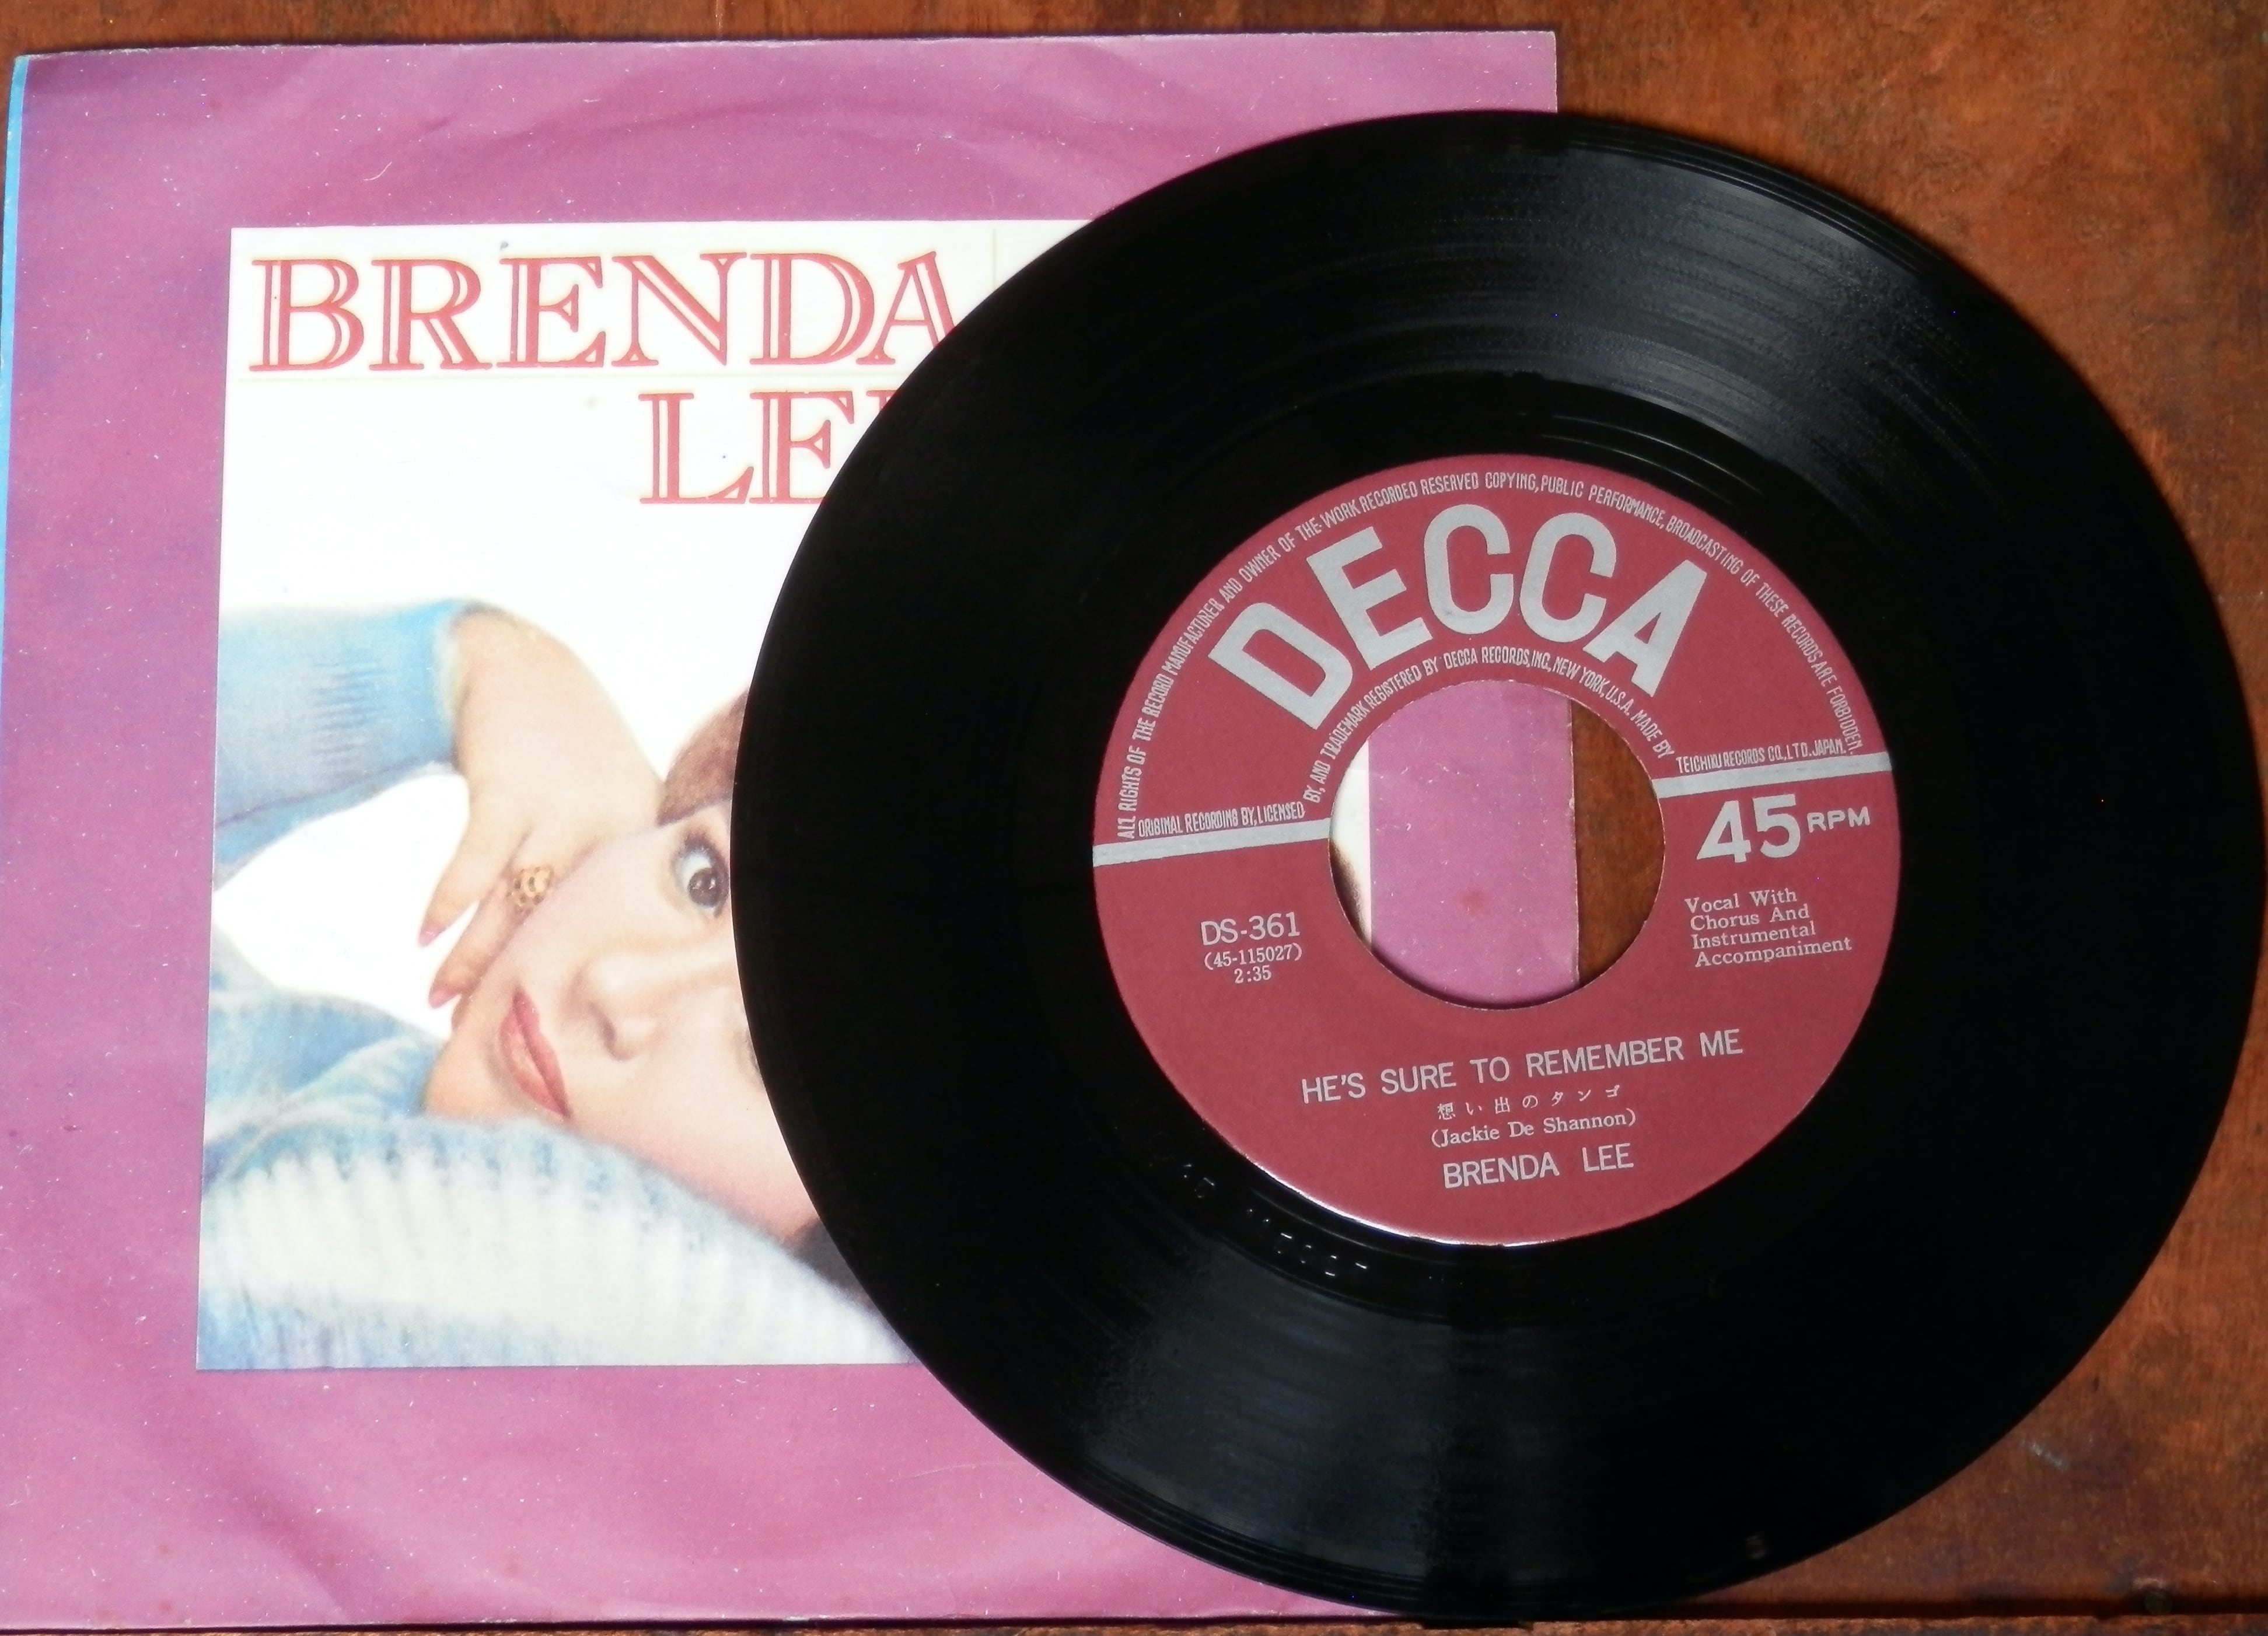 BRENDA
ALL RIGHTS OF THE RECORD MANUFACTURER AND OWNER OF THE WORK RECORDED RESERVED COPYING, PUBLIC PERFORMANCE, BROADCASTING OF THESE RECORDS ARE FORBIDDEN.
DECCA
ORIGINAL RECORDING BY, LICENSED BY, AND TRADEMARK REGISTERED BY DECCA RECORDS, INC., NEW YORK, U.S.A. MADE BY TEICHIKU RECORDS CO., LTD. JAPAN.
45 RPM
Vocal With
Chorus And
Instrumental
Accompaniment
DS-361
(45-115027)
2:35
HE'S SURE TO REMEMBER ME
想い出のタンゴ
(Jackie De Shannon)
BRENDA LEE